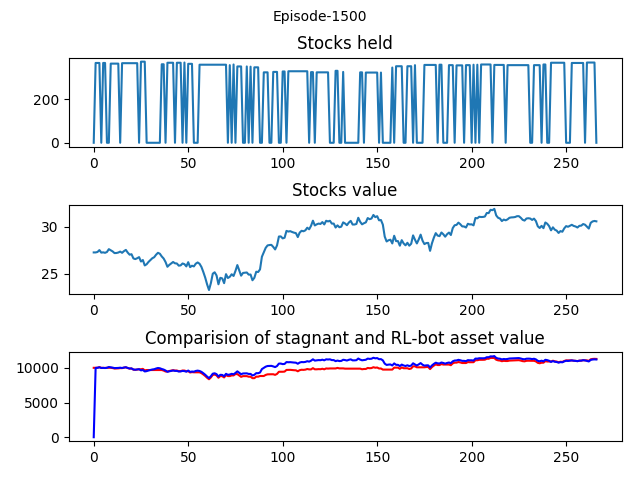 Episode-1500
Stocks held
200
0
0 50 100 150 200 250
Stocks value
30
25
0 50 100 150 200 250
Comparision of stagnant and RL-bot asset value
10000
5000
0
0 50 100 150 200 250